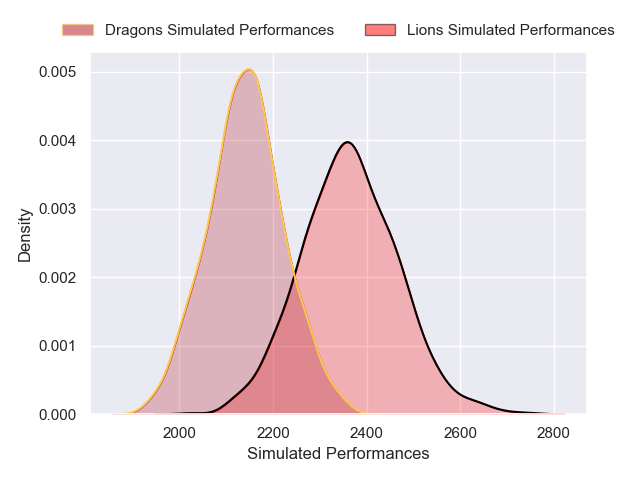 Dragons Simulated Performances
Lions Simulated Performances
0.005
0.004
0.003
0.002
0.001
0.000
Density
2000 2200 2400 2600 2800
Simulated Performances